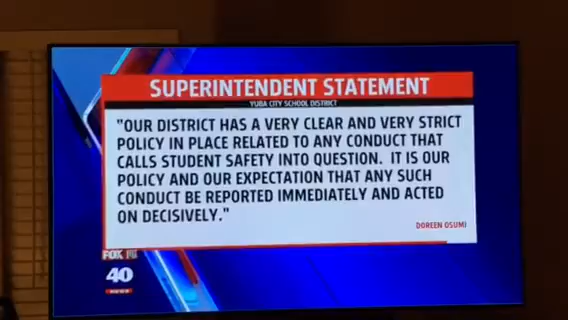 SUPERINTENDENT STATEMENT
YUBA CITY SCHOOL DISTRICT
"OUR DISTRICT HAS A VERY CLEAR AND VERY STRICT
POLICY IN PLACE RELATED TO ANY CONDUCT THAT
CALLS STUDENT SAFETY INTO QUESTION. IT IS OUR
POLICY AND OUR EXPECTATION THAT ANY SUCH
CONDUCT BE REPORTED IMMEDIATELY AND ACTED
ON DECISIVELY."
DOREEN OSUMI
FOX
40